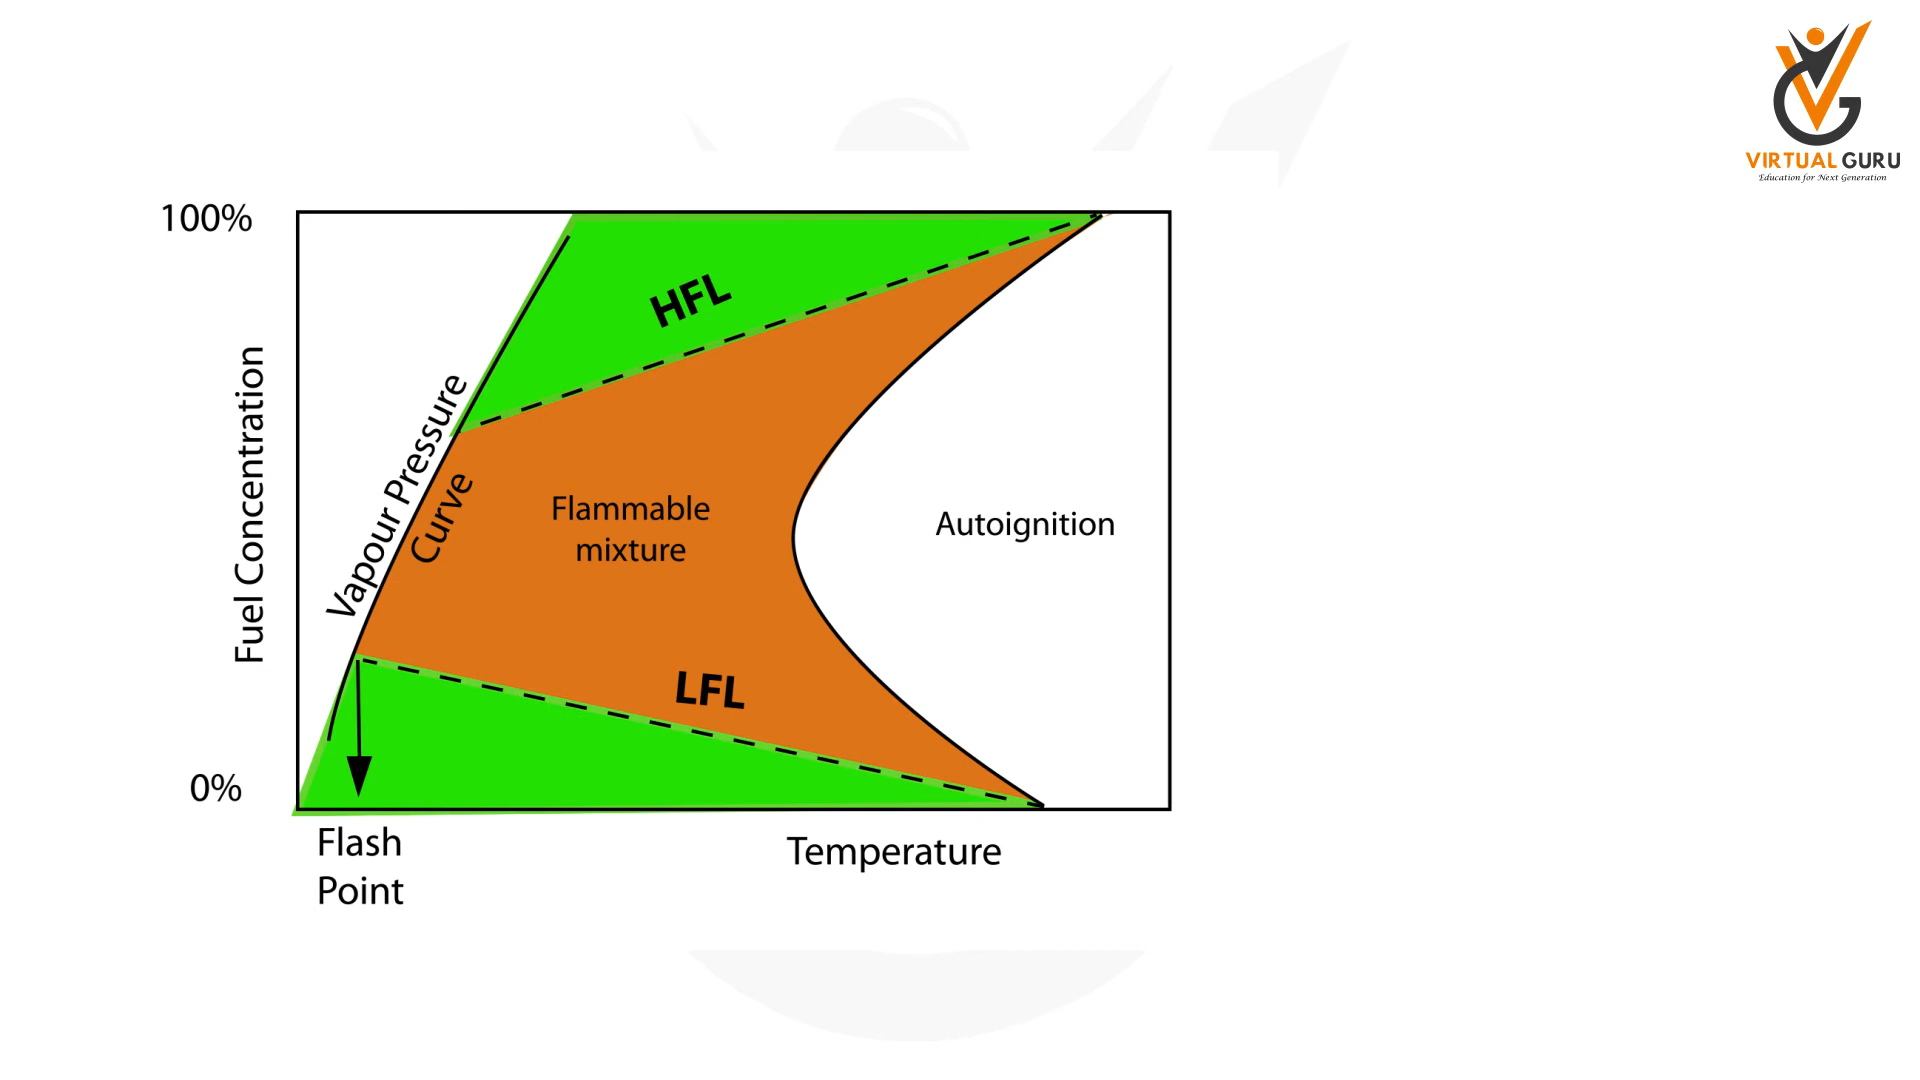 VIRTUAL GURU
Education for Next Generation
100%
HFL
Vapour Pressure
Curve
Fuel Concentration
Flammable
mixture
Autoignition
LFL
0%
Flash
Point
Temperature